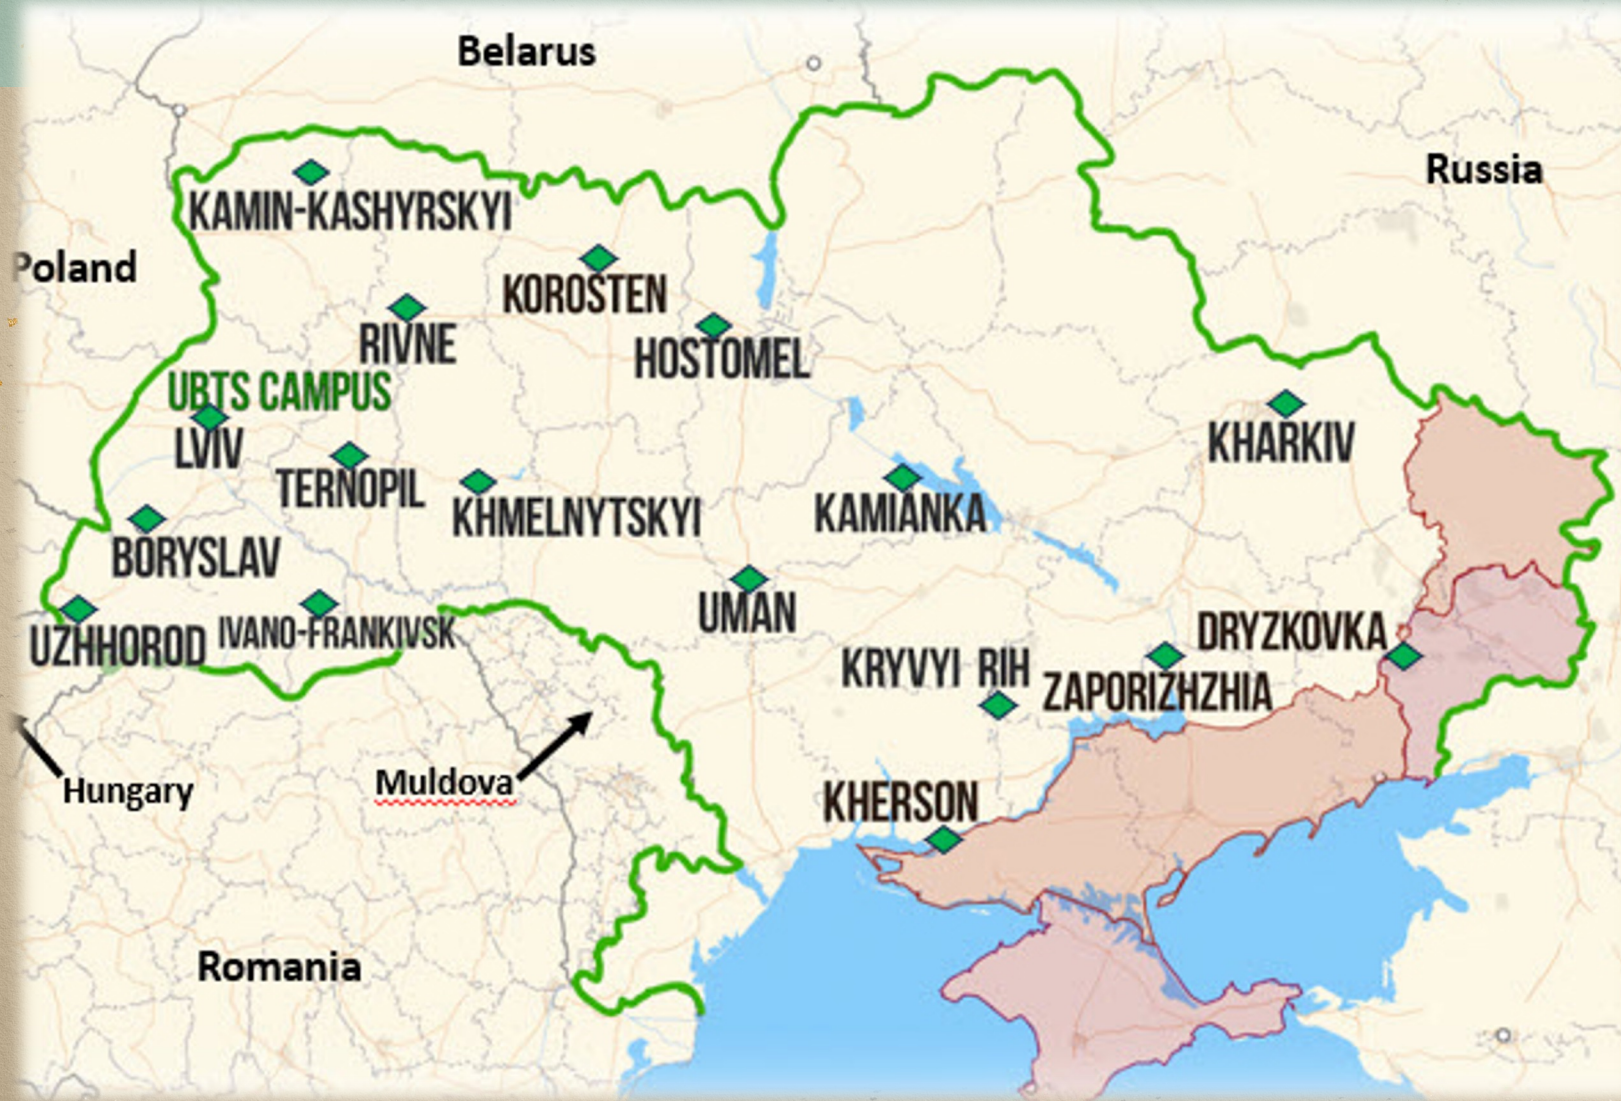 Belarus
Russia
KAMIN-KASHYRSKYI
Poland
KOROSTEN
RIVNE
HOSTOMEL
UBTS CAMPUS
LVIV
KHARKIV
TERNOPIL
KHMELNYTSKYI
KAMIANKA
BORYSLAV
UMAN
UZHHOROD
IVANO-FRANKIVSK
DRYZKOVKA
KRYVYI RIH
ZAPORIZHZHIA
Hungary
Muldova
KHERSON
Romania